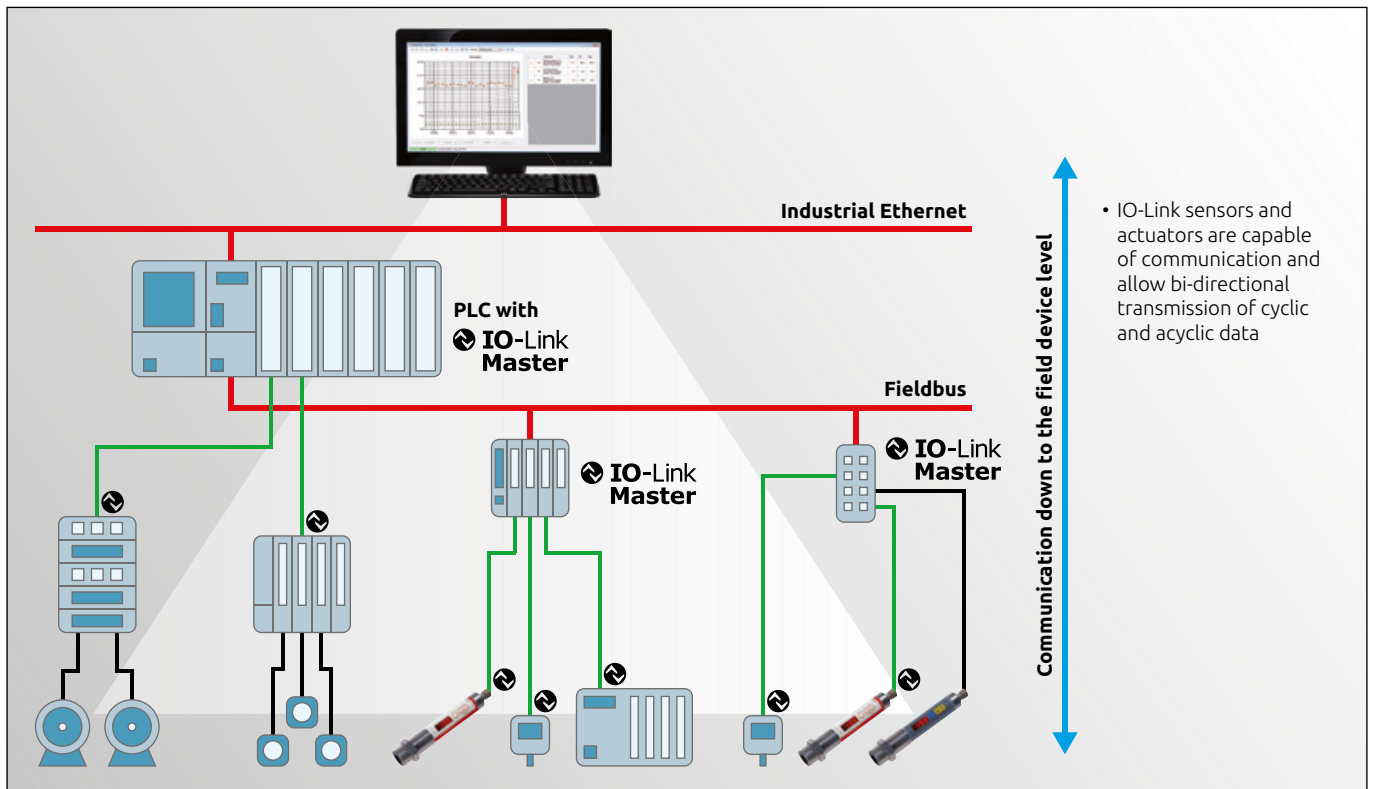 Industrial Ethernet
PLC with
IO-Link
Master
Fieldbus
IO-Link
Master
IO-Link
Master
Communication down to the field device level
• IO-Link sensors and
actuators are capable
of communication and
allow bi-directional
transmission of cyclic
and acyclic data